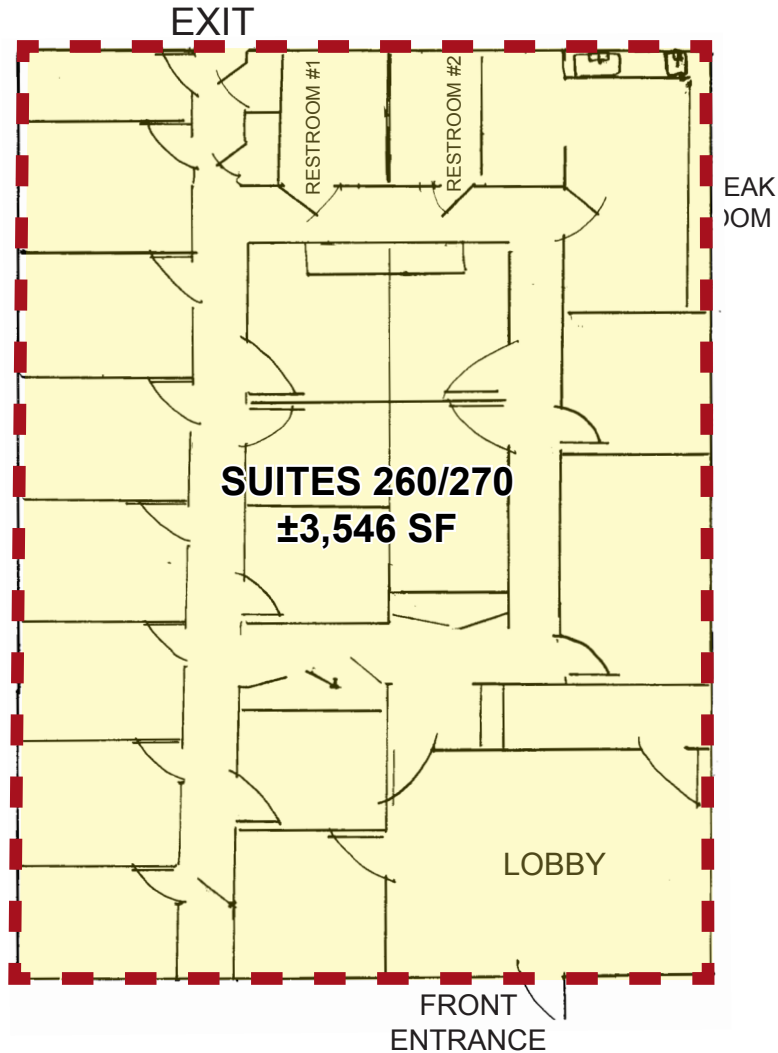 EXIT
RESTROOM #1
RESTROOM #2
EAK
OOM
SUITES 260/270
±3,546 SF
LOBBY
FRONT
ENTRANCE